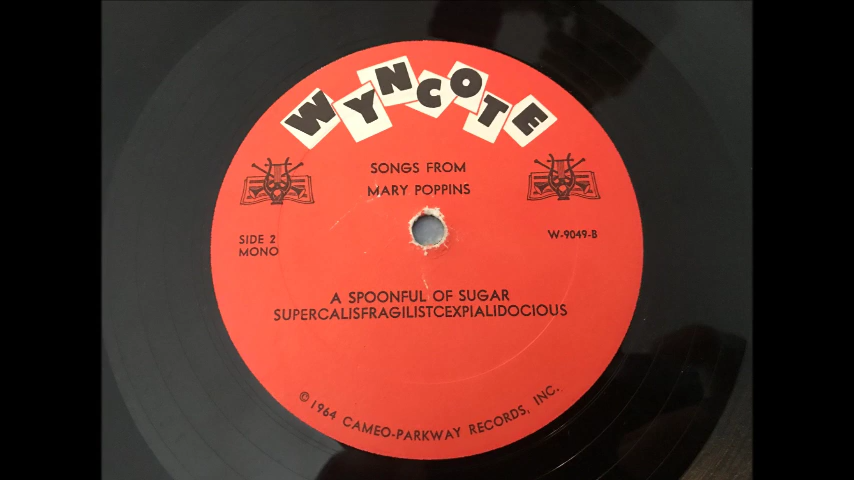 WYNCOTE
SONGS FROM
MARY POPPINS
SIDE 2
MONO
W-9049-B
A SPOONFUL OF SUGAR
SUPERCALISFRAGILISTCEXPIALIDOCIOUS
©1964 CAMEO-PARKWAY RECORDS, INC.